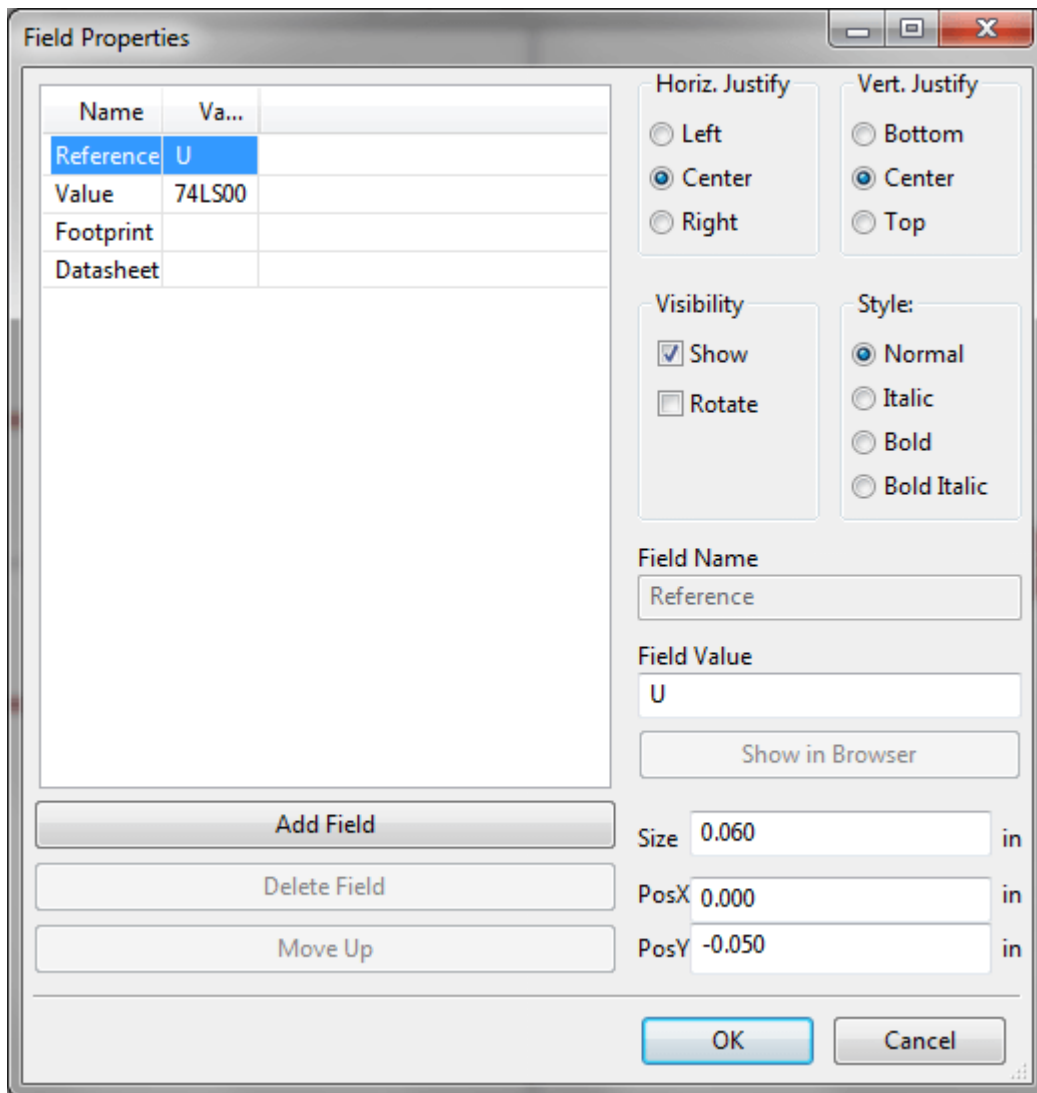 Field Properties
Name Va...
Reference U
Value 74LS00
Footprint
Datasheet
Add Field
Delete Field
Move Up
Horiz. Justify
Left
Center
Right
Vert. Justify
Bottom
Center
Top
Visibility
Show
Rotate
Style:
Normal
Italic
Bold
Bold Italic
Field Name
Reference
Field Value
U
Show in Browser
Size 0.060 in
PosX 0.000 in
PosY -0.050 in
OK Cancel